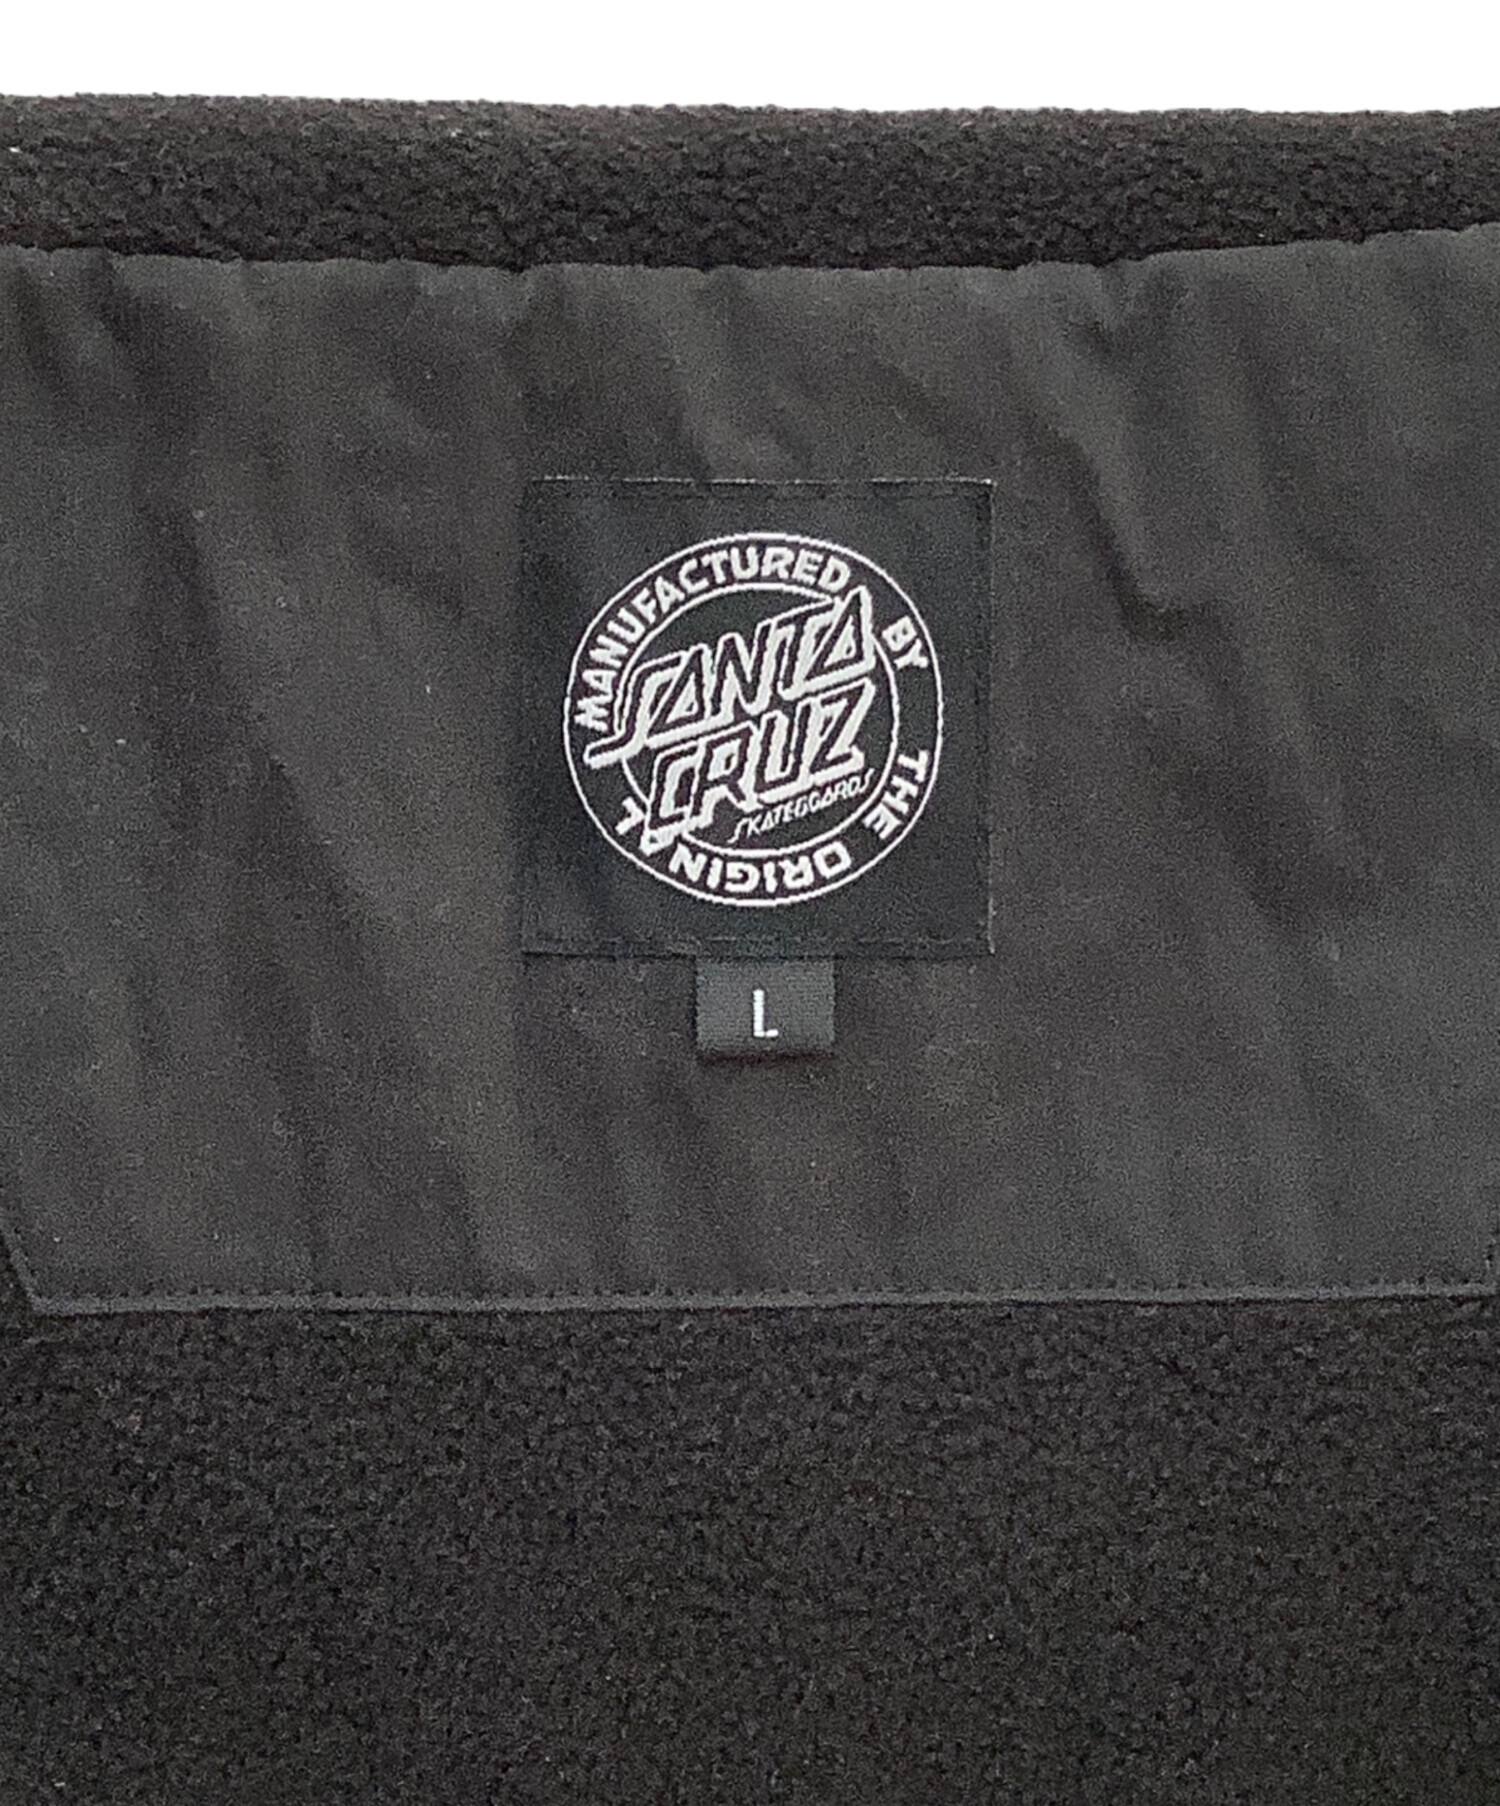 MANUFACTURED BY THE ORIGINAL
SANTA
CRUZ
SKATEBOARDS
L